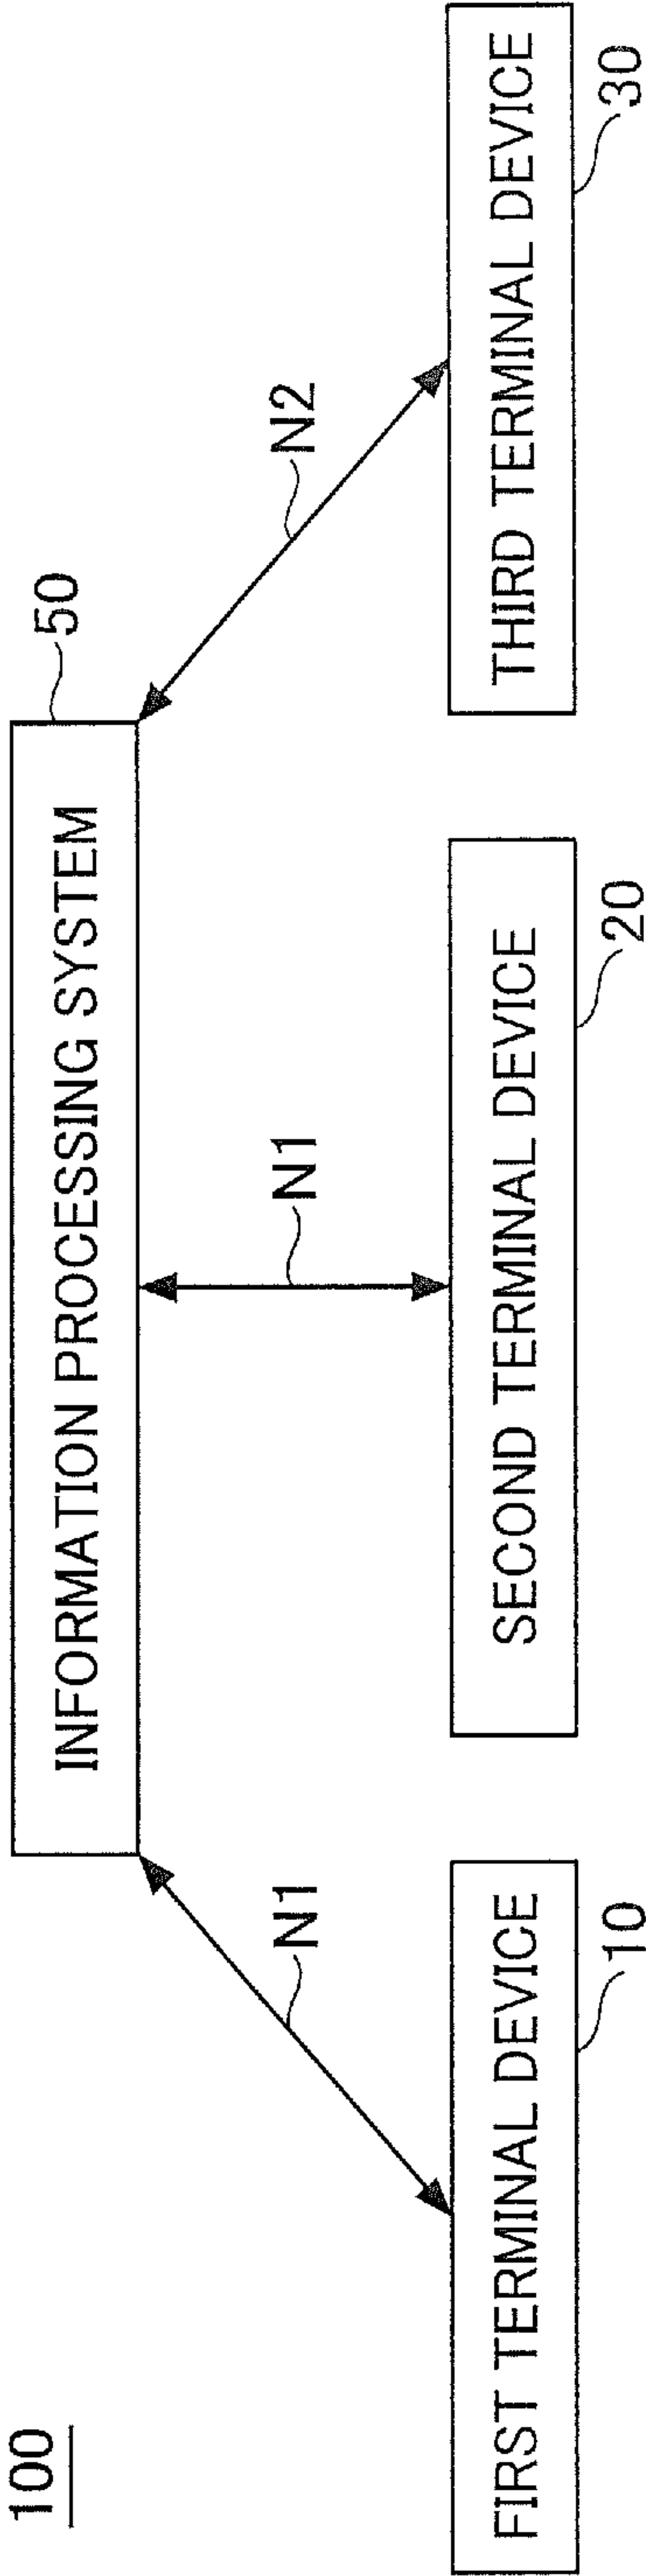 100
INFORMATION PROCESSING SYSTEM
50
N1
N1
N2
FIRST TERMINAL DEVICE
SECOND TERMINAL DEVICE
THIRD TERMINAL DEVICE
10
20
30